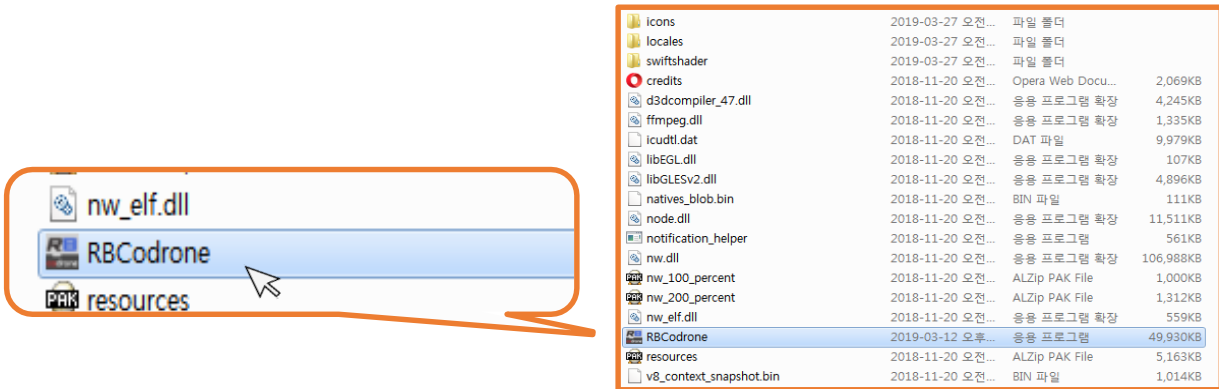 nw_elf.dll
RBCodrone
resources
icons 2019-03-27 오전... 파일 폴더
locales 2019-03-27 오전... 파일 폴더
swiftshader 2019-03-27 오전... 파일 폴더
credits 2018-11-20 오전... Opera Web Docu... 2,069KB
d3dcompiler_47.dll 2018-11-20 오전... 응용 프로그램 확장 4,245KB
ffmpeg.dll 2018-11-20 오전... 응용 프로그램 확장 1,335KB
icudtl.dat 2018-11-20 오전... DAT 파일 9,979KB
libEGL.dll 2018-11-20 오전... 응용 프로그램 확장 107KB
libGLESv2.dll 2018-11-20 오전... 응용 프로그램 확장 4,896KB
natives_blob.bin 2018-11-20 오전... BIN 파일 111KB
node.dll 2018-11-20 오전... 응용 프로그램 확장 11,511KB
notification_helper 2018-11-20 오전... 응용 프로그램 561KB
nw.dll 2018-11-20 오전... 응용 프로그램 확장 106,988KB
nw_100_percent 2018-11-20 오전... ALZip PAK File 1,000KB
nw_200_percent 2018-11-20 오전... ALZip PAK File 1,312KB
nw_elf.dll 2018-11-20 오전... 응용 프로그램 확장 559KB
RBCodrone 2019-03-12 오후... 응용 프로그램 49,930KB
resources 2018-11-20 오전... ALZip PAK File 5,163KB
v8_context_snapshot.bin 2018-11-20 오전... BIN 파일 1,014KB